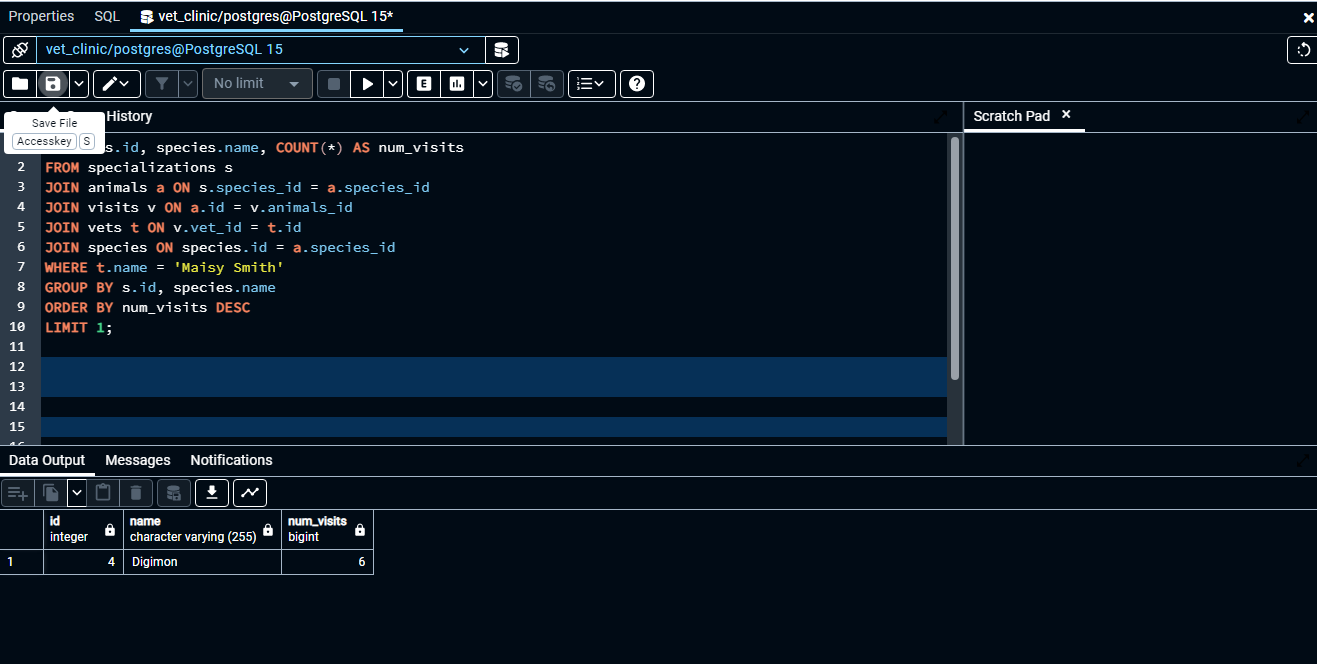 Properties SQL vet_clinic/postgres@PostgreSQL 15*
vet_clinic/postgres@PostgreSQL 15
No limit
History
Scratch Pad
Save File
Accesskey S
s.id, species.name, COUNT(*) AS num_visits
2 FROM specializations s
3 JOIN animals a ON s.species_id = a.species_id
4 JOIN visits v ON a.id = v.animals_id
5 JOIN vets t ON v.vet_id = t.id
6 JOIN species ON species.id = a.species_id
7 WHERE t.name = 'Maisy Smith'
8 GROUP BY s.id, species.name
9 ORDER BY num_visits DESC
10 LIMIT 1;
11
12
13
14
15
Data Output Messages Notifications
id name num_visits
integer character varying (255) bigint
1 4 Digimon 6